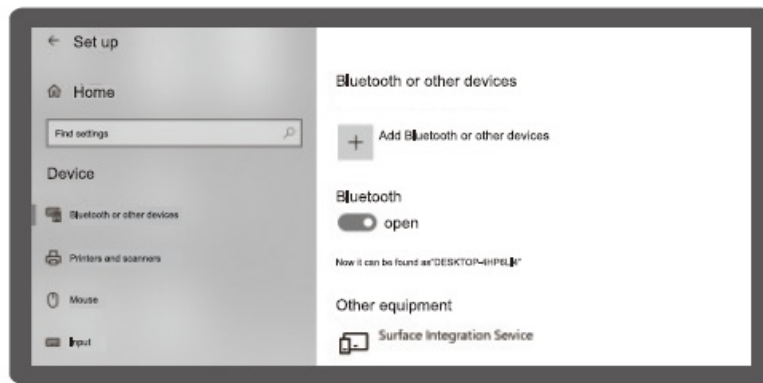 Set up
Home
Find settings
Device
Bluetooth or other devices
Printers and scanners
Mouse
Input
Bluetooth or other devices
Add Bluetooth or other devices
Bluetooth
open
Now it can be found as
Other equipment
Surface Integration Sevice